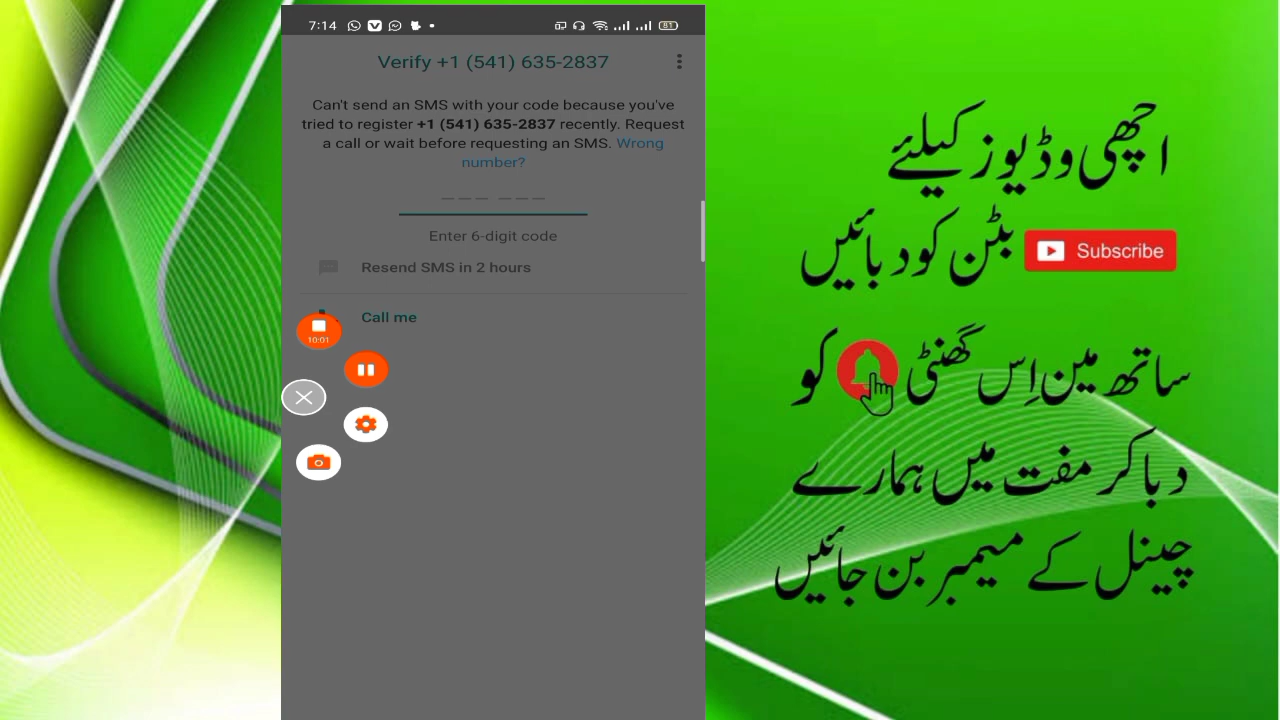 7:14
81
Verify +1 (541) 635-2837
Can't send an SMS with your code because you've
tried to register +1 (541) 635-2837 recently. Request
a call or wait before requesting an SMS. Wrong
number?
Enter 6-digit code
Resend SMS in 2 hours
Call me
10:01
اچھی وڈیوز کیلئے
Subscribe بٹن کو دبائیں
ساتھ میں اِس گھنٹی کو
دبا کر مفت میں ہمارے
چینل کے میمبر بن جائیں